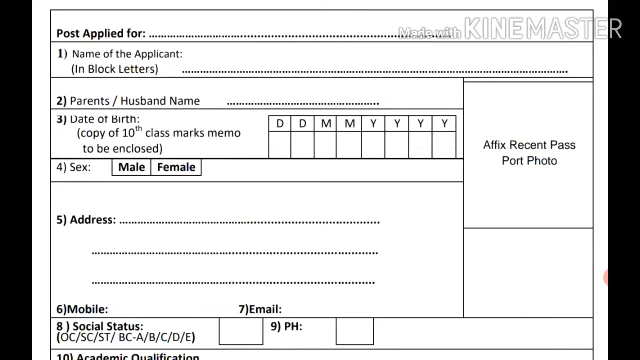 Post Applied for: ..............................................................................
Made with KINEMASTER
1) Name of the Applicant:
(In Block Letters) ..............................................................................
2) Parents / Husband Name ..........................................
3) Date of Birth:
(copy of 10th class marks memo
to be enclosed)
D D M M Y Y Y Y
Affix Recent Pass
Port Photo
4) Sex: Male Female
5) Address: ......................................................................
......................................................................
......................................................................
6)Mobile: 7)Email:
8 ) Social Status: 9) PH:
(OC/SC/ST/ BC-A/B/C/D/E)
10) Academic Qualification